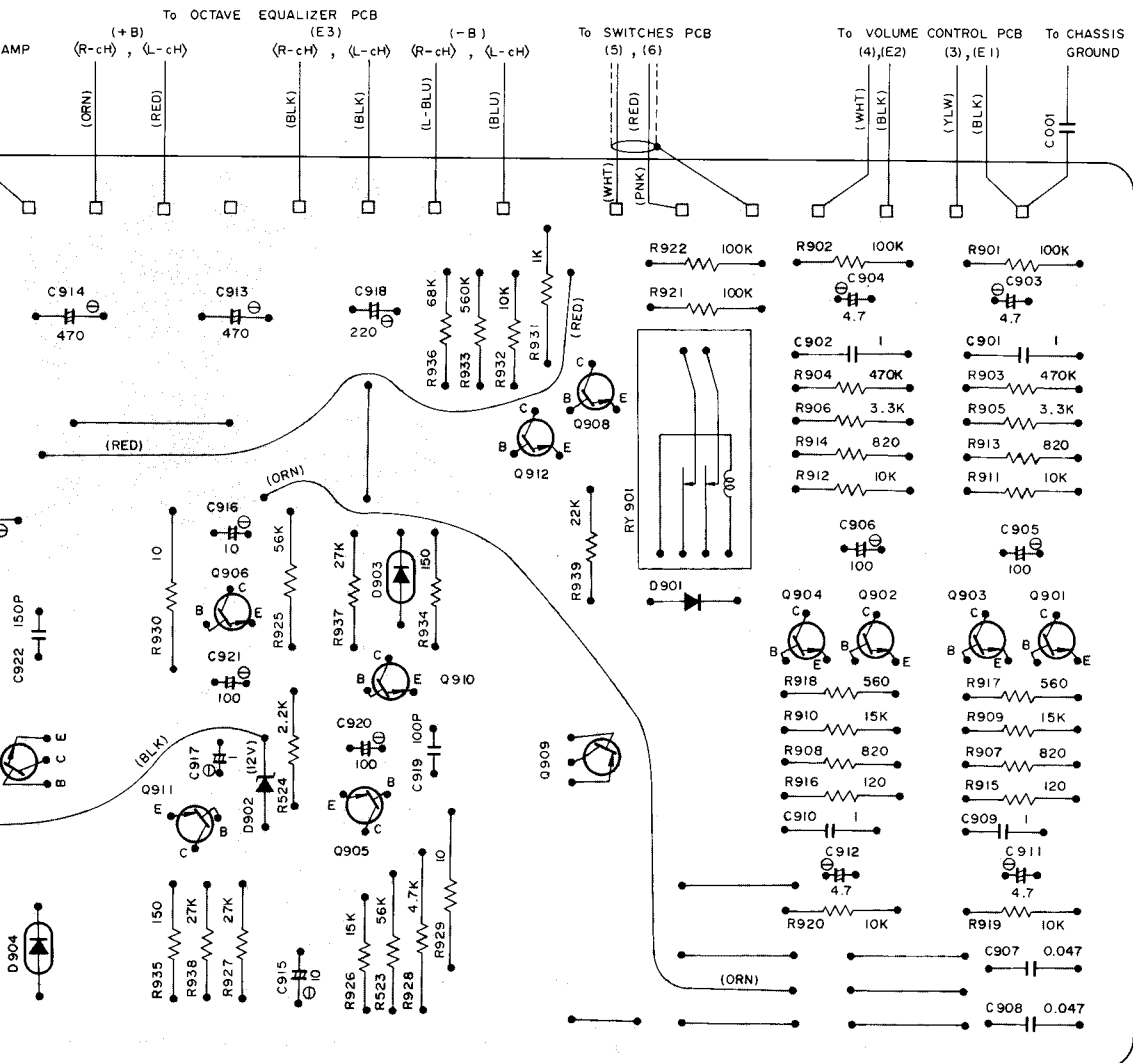 To OCTAVE EQUALIZER PCB
AMP
(+B)
⟨R-cH⟩ , ⟨L-cH⟩
(E3)
⟨R-cH⟩ , ⟨L-cH⟩
(-B)
⟨R-cH⟩ , ⟨L-cH⟩
To SWITCHES PCB
(5) , (6)
To VOLUME CONTROL PCB
(4),(E2) (3),(E1)
To CHASSIS
GROUND
(ORN)
(RED)
(BLK)
(BLK)
(L-BLU)
(BLU)
(RED)
(WHT)
(PNK)
(WHT)
(BLK)
(YLW)
(BLK)
C001
R922 100K
R902 100K
R901 100K
C914
470
C913
470
C918
220
R936 68K
R933 560K
R932 10K
R931 1K
(RED)
R921 100K
C904
4.7
C903
4.7
C902 1
C901 1
R904 470K
R903 470K
R906 3.3K
R905 3.3K
R914 820
R913 820
R912 10K
R911 10K
C
B
E
Q908
C
B
E
Q912
RY 901
(RED)
(ORN)
C916
10
R930 10
R925 56K
R937 27K
D903
R934 150
R939 22K
C906
100
C905
100
Q906
C
B
E
D901
Q904
C
B
E
Q902
C
B
E
Q903
C
B
E
Q901
C
B
E
C922 150P
C921
100
C
B
E
Q910
R918 560
R917 560
R910 15K
R909 15K
R908 820
R907 820
R916 120
R915 120
C910 1
C909 1
E
C
B
(BLK)
C917 1
(12V)
D902
R524 2.2K
C920
100
C919 100P
Q909
Q911
E
B
C
E
B
C
Q905
C912
4.7
C911
4.7
R920 10K
R919 10K
D904
R935 150
R938 27K
R927 27K
C915 10
R926 15K
R523 56K
R928 4.7K
R929 10
(ORN)
C907 0.047
C908 0.047